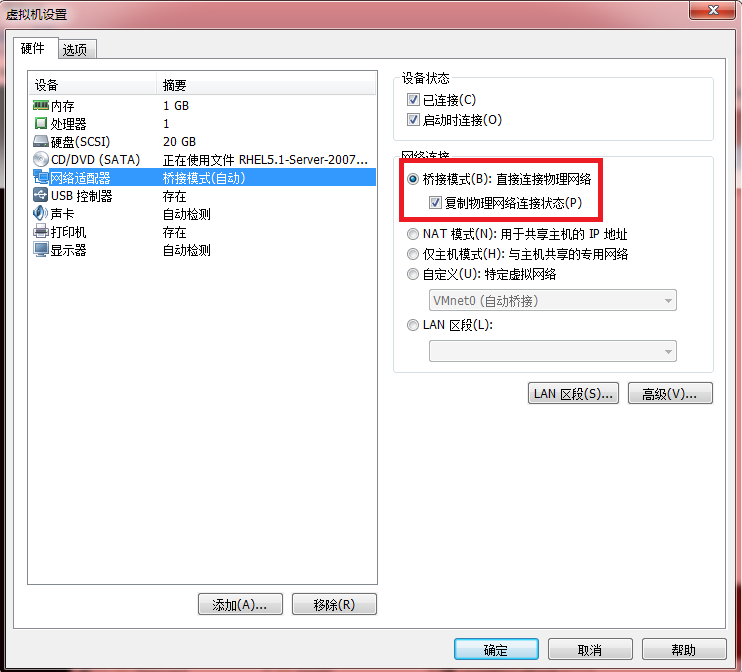 虚拟机设置
硬件 选项
设备 摘要
内存 1 GB
处理器 1
硬盘(SCSI) 20 GB
CD/DVD (SATA) 正在使用文件 RHEL5.1-Server-2007...
网络适配器 桥接模式(自动)
USB 控制器 存在
声卡 自动检测
打印机 存在
显示器 自动检测
添加(A)... 移除(R)
设备状态
已连接(C)
启动时连接(O)
网络连接
桥接模式(B): 直接连接物理网络
复制物理网络连接状态(P)
NAT 模式(N): 用于共享主机的 IP 地址
仅主机模式(H): 与主机共享的专用网络
自定义(U): 特定虚拟网络
VMnet0 (自动桥接)
LAN 区段(L):
LAN 区段(S)... 高级(V)...
确定 取消 帮助